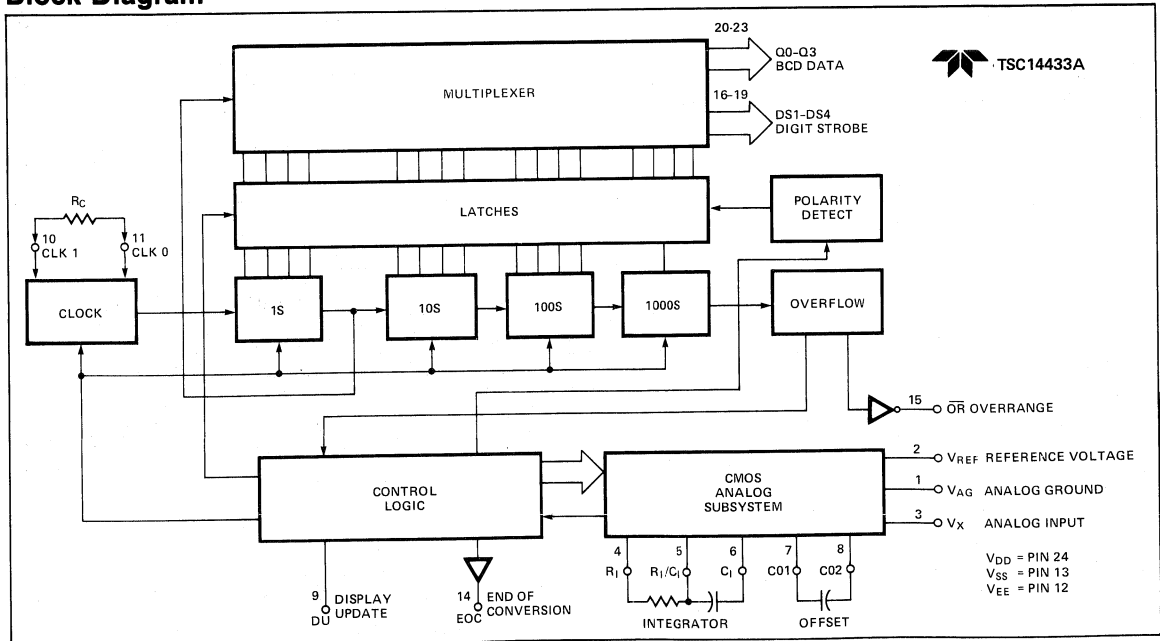 Block Diagram
20-23
Q0-Q3
BCD DATA
TSC14433A
MULTIPLEXER
16-19
DS1-DS4
DIGIT STROBE
RC
LATCHES
POLARITY
DETECT
10
CLK 1
11
CLK 0
CLOCK
1S
10S
100S
1000S
OVERFLOW
15
OR OVERRANGE
CONTROL
LOGIC
CMOS
ANALOG
SUBSYSTEM
2
VREF REFERENCE VOLTAGE
1
VAG ANALOG GROUND
3
VX ANALOG INPUT
4
RI
5
RI/CI
6
CI
7
C01
8
C02
VDD = PIN 24
VSS = PIN 13
VEE = PIN 12
9
DISPLAY
UPDATE
DU
14
END OF
CONVERSION
EOC
INTEGRATOR
OFFSET